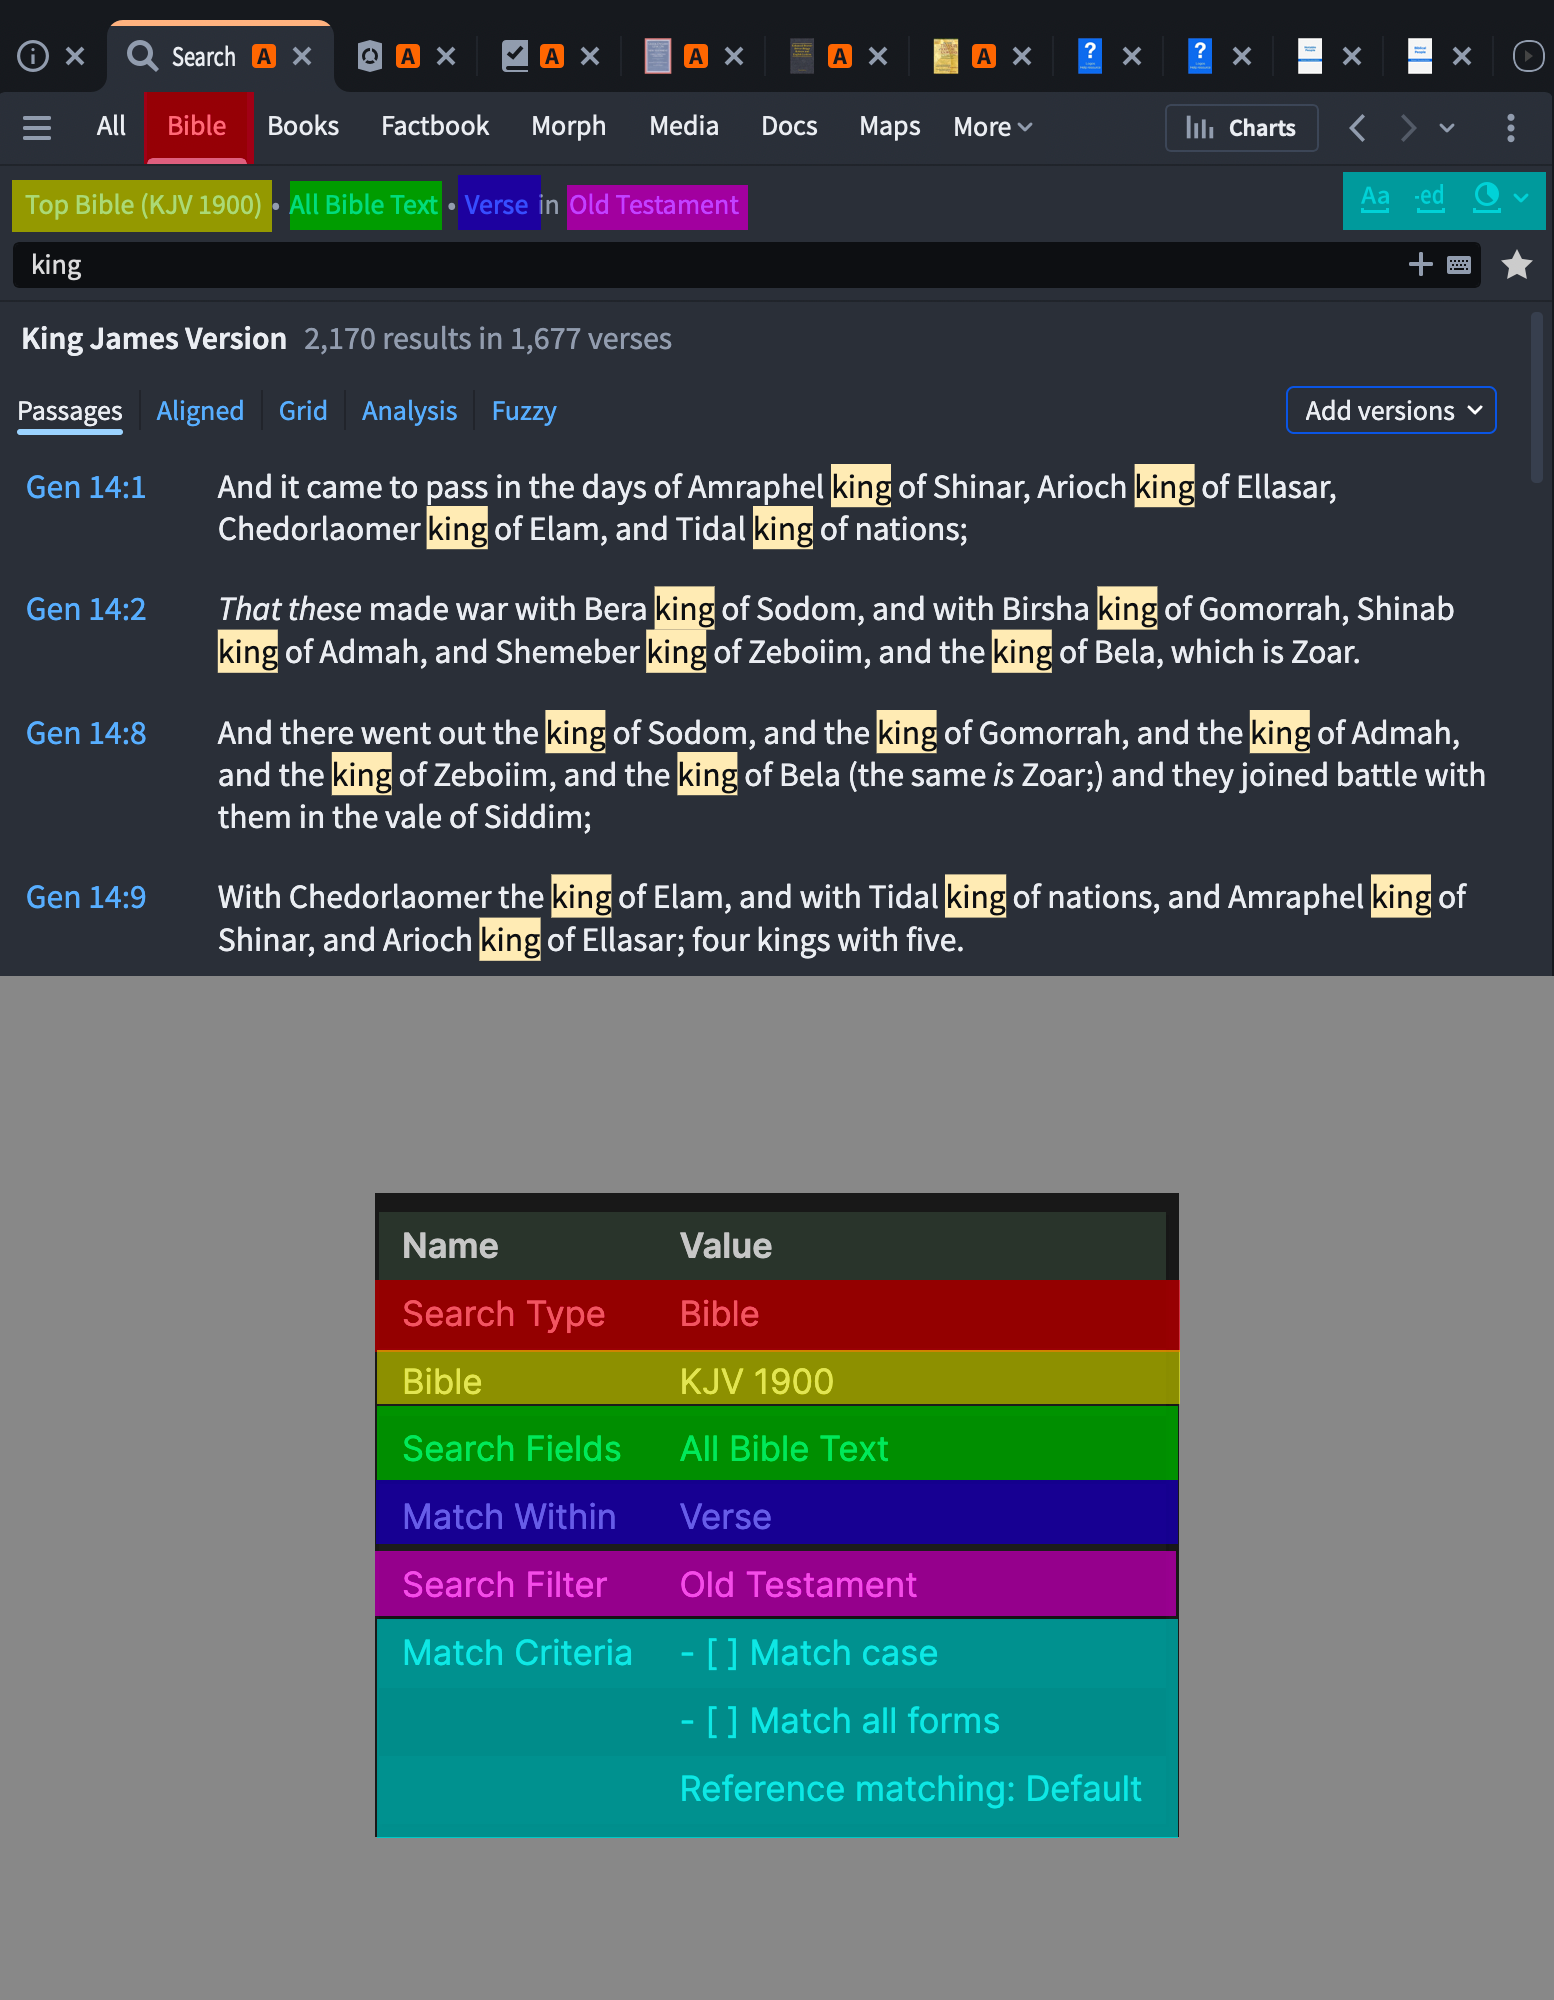 Search A A A A A A
All Bible Books Factbook Morph Media Docs Maps More Charts
Top Bible (KJV 1900) • All Bible Text • Verse in Old Testament Aa -ed
king
King James Version 2,170 results in 1,677 verses
Passages Aligned Grid Analysis Fuzzy Add versions
Gen 14:1 And it came to pass in the days of Amraphel king of Shinar, Arioch king of Ellasar,
Chedorlaomer king of Elam, and Tidal king of nations;
Gen 14:2 That these made war with Bera king of Sodom, and with Birsha king of Gomorrah, Shinab
king of Admah, and Shemeber king of Zeboiim, and the king of Bela, which is Zoar.
Gen 14:8 And there went out the king of Sodom, and the king of Gomorrah, and the king of Admah,
and the king of Zeboiim, and the king of Bela (the same is Zoar;) and they joined battle with
them in the vale of Siddim;
Gen 14:9 With Chedorlaomer the king of Elam, and with Tidal king of nations, and Amraphel king of
Shinar, and Arioch king of Ellasar; four kings with five.
Name Value
Search Type Bible
Bible KJV 1900
Search Fields All Bible Text
Match Within Verse
Search Filter Old Testament
Match Criteria - [ ] Match case
- [ ] Match all forms
Reference matching: Default